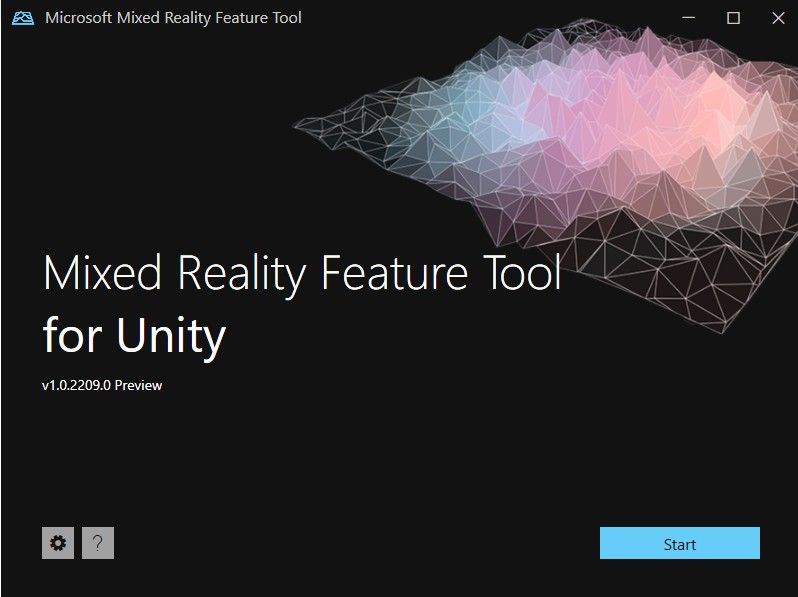 Microsoft Mixed Reality Feature Tool
Mixed Reality Feature Tool
for Unity
v1.0.2209.0 Preview
?
Start